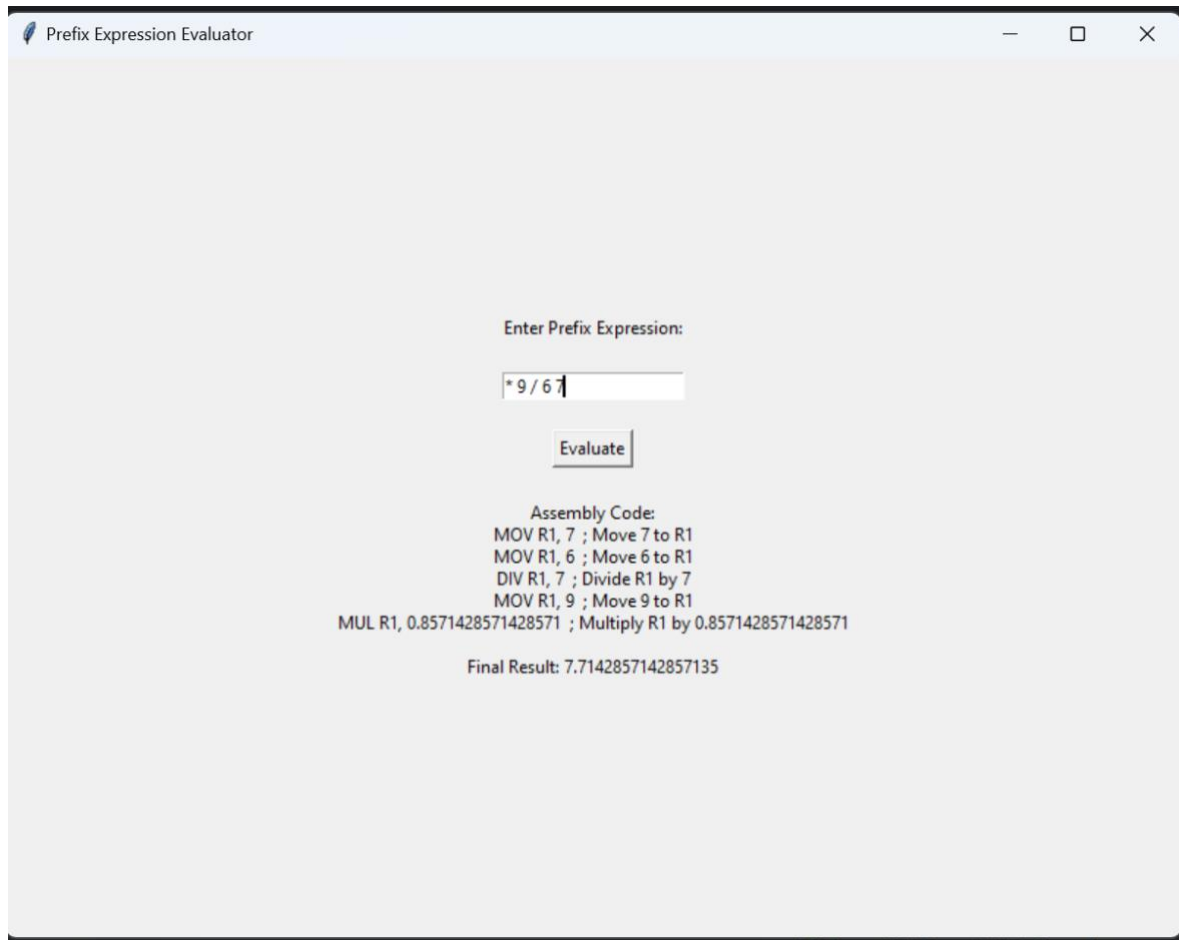 Prefix Expression Evaluator
Enter Prefix Expression:
* 9 / 6 7
Evaluate
Assembly Code:
MOV R1, 7 ; Move 7 to R1
MOV R1, 6 ; Move 6 to R1
DIV R1, 7 ; Divide R1 by 7
MOV R1, 9 ; Move 9 to R1
MUL R1, 0.8571428571428571 ; Multiply R1 by 0.8571428571428571
Final Result: 7.7142857142857135